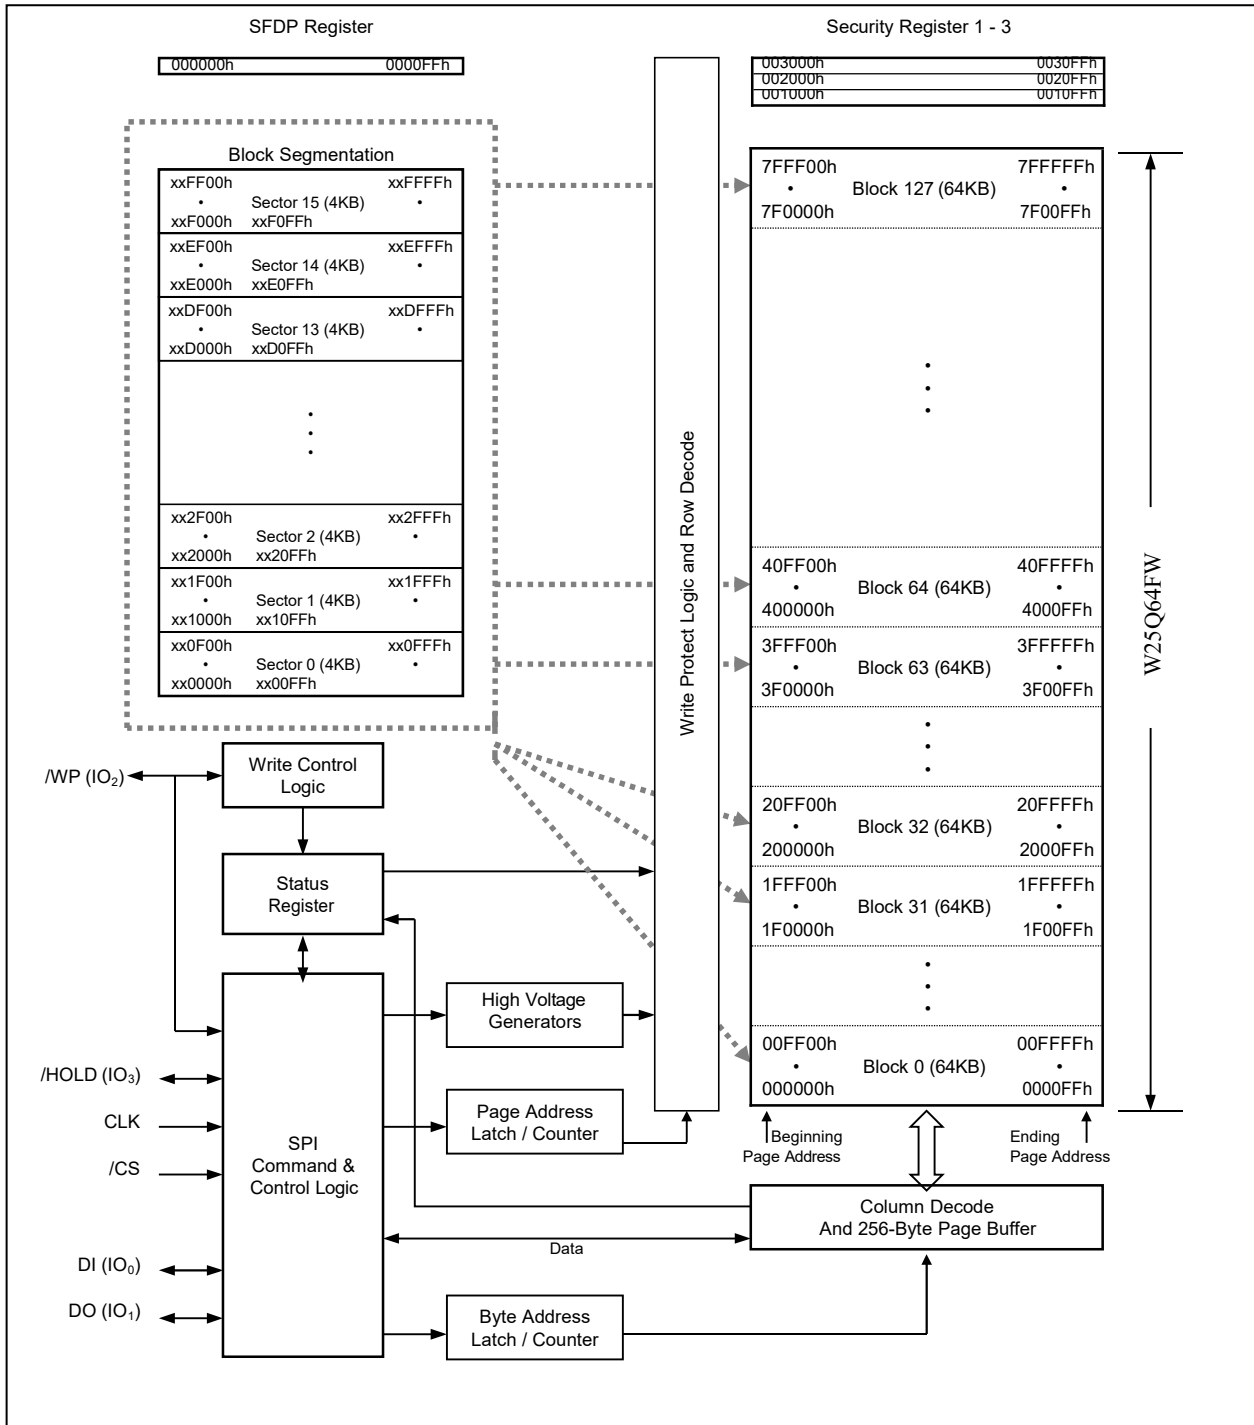 SFDP Register
000000h 0000FFh
Security Register 1 - 3
003000h 0030FFh
002000h 0020FFh
001000h 0010FFh
Block Segmentation
xxFF00h xxFFFFh
• Sector 15 (4KB) •
xxF000h xxF0FFh
xxEF00h xxEFFFh
• Sector 14 (4KB) •
xxE000h xxE0FFh
xxDF00h xxDFFFh
• Sector 13 (4KB) •
xxD000h xxD0FFh
xx2F00h xx2FFFh
• Sector 2 (4KB) •
xx2000h xx20FFh
xx1F00h xx1FFFh
• Sector 1 (4KB) •
xx1000h xx10FFh
xx0F00h xx0FFFh
• Sector 0 (4KB) •
xx0000h xx00FFh
Write Protect Logic and Row Decode
7FFF00h 7FFFFFh
• Block 127 (64KB) •
7F0000h 7F00FFh
40FF00h 40FFFFh
• Block 64 (64KB) •
400000h 4000FFh
3FFF00h 3FFFFFh
• Block 63 (64KB) •
3F0000h 3F00FFh
20FF00h 20FFFFh
• Block 32 (64KB) •
200000h 2000FFh
1FFF00h 1FFFFFh
• Block 31 (64KB) •
1F0000h 1F00FFh
00FF00h 00FFFFh
• Block 0 (64KB) •
000000h 0000FFh
W25Q64FW
Beginning
Page Address
Ending
Page Address
/WP (IO2)
Write Control
Logic
Status
Register
High Voltage
Generators
/HOLD (IO3)
CLK
/CS
DI (IO0)
DO (IO1)
SPI
Command &
Control Logic
Page Address
Latch / Counter
Column Decode
And 256-Byte Page Buffer
Data
Byte Address
Latch / Counter